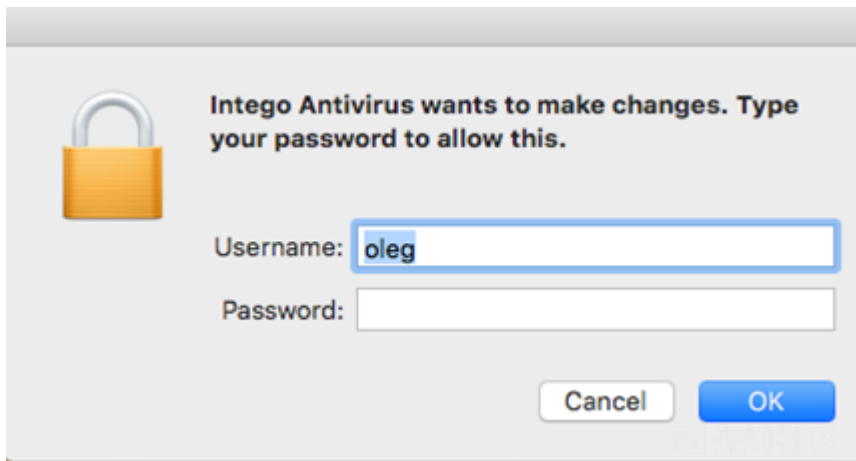 Intego Antivirus wants to make changes. Type
your password to allow this.
Username: oleg
Password:
Cancel OK